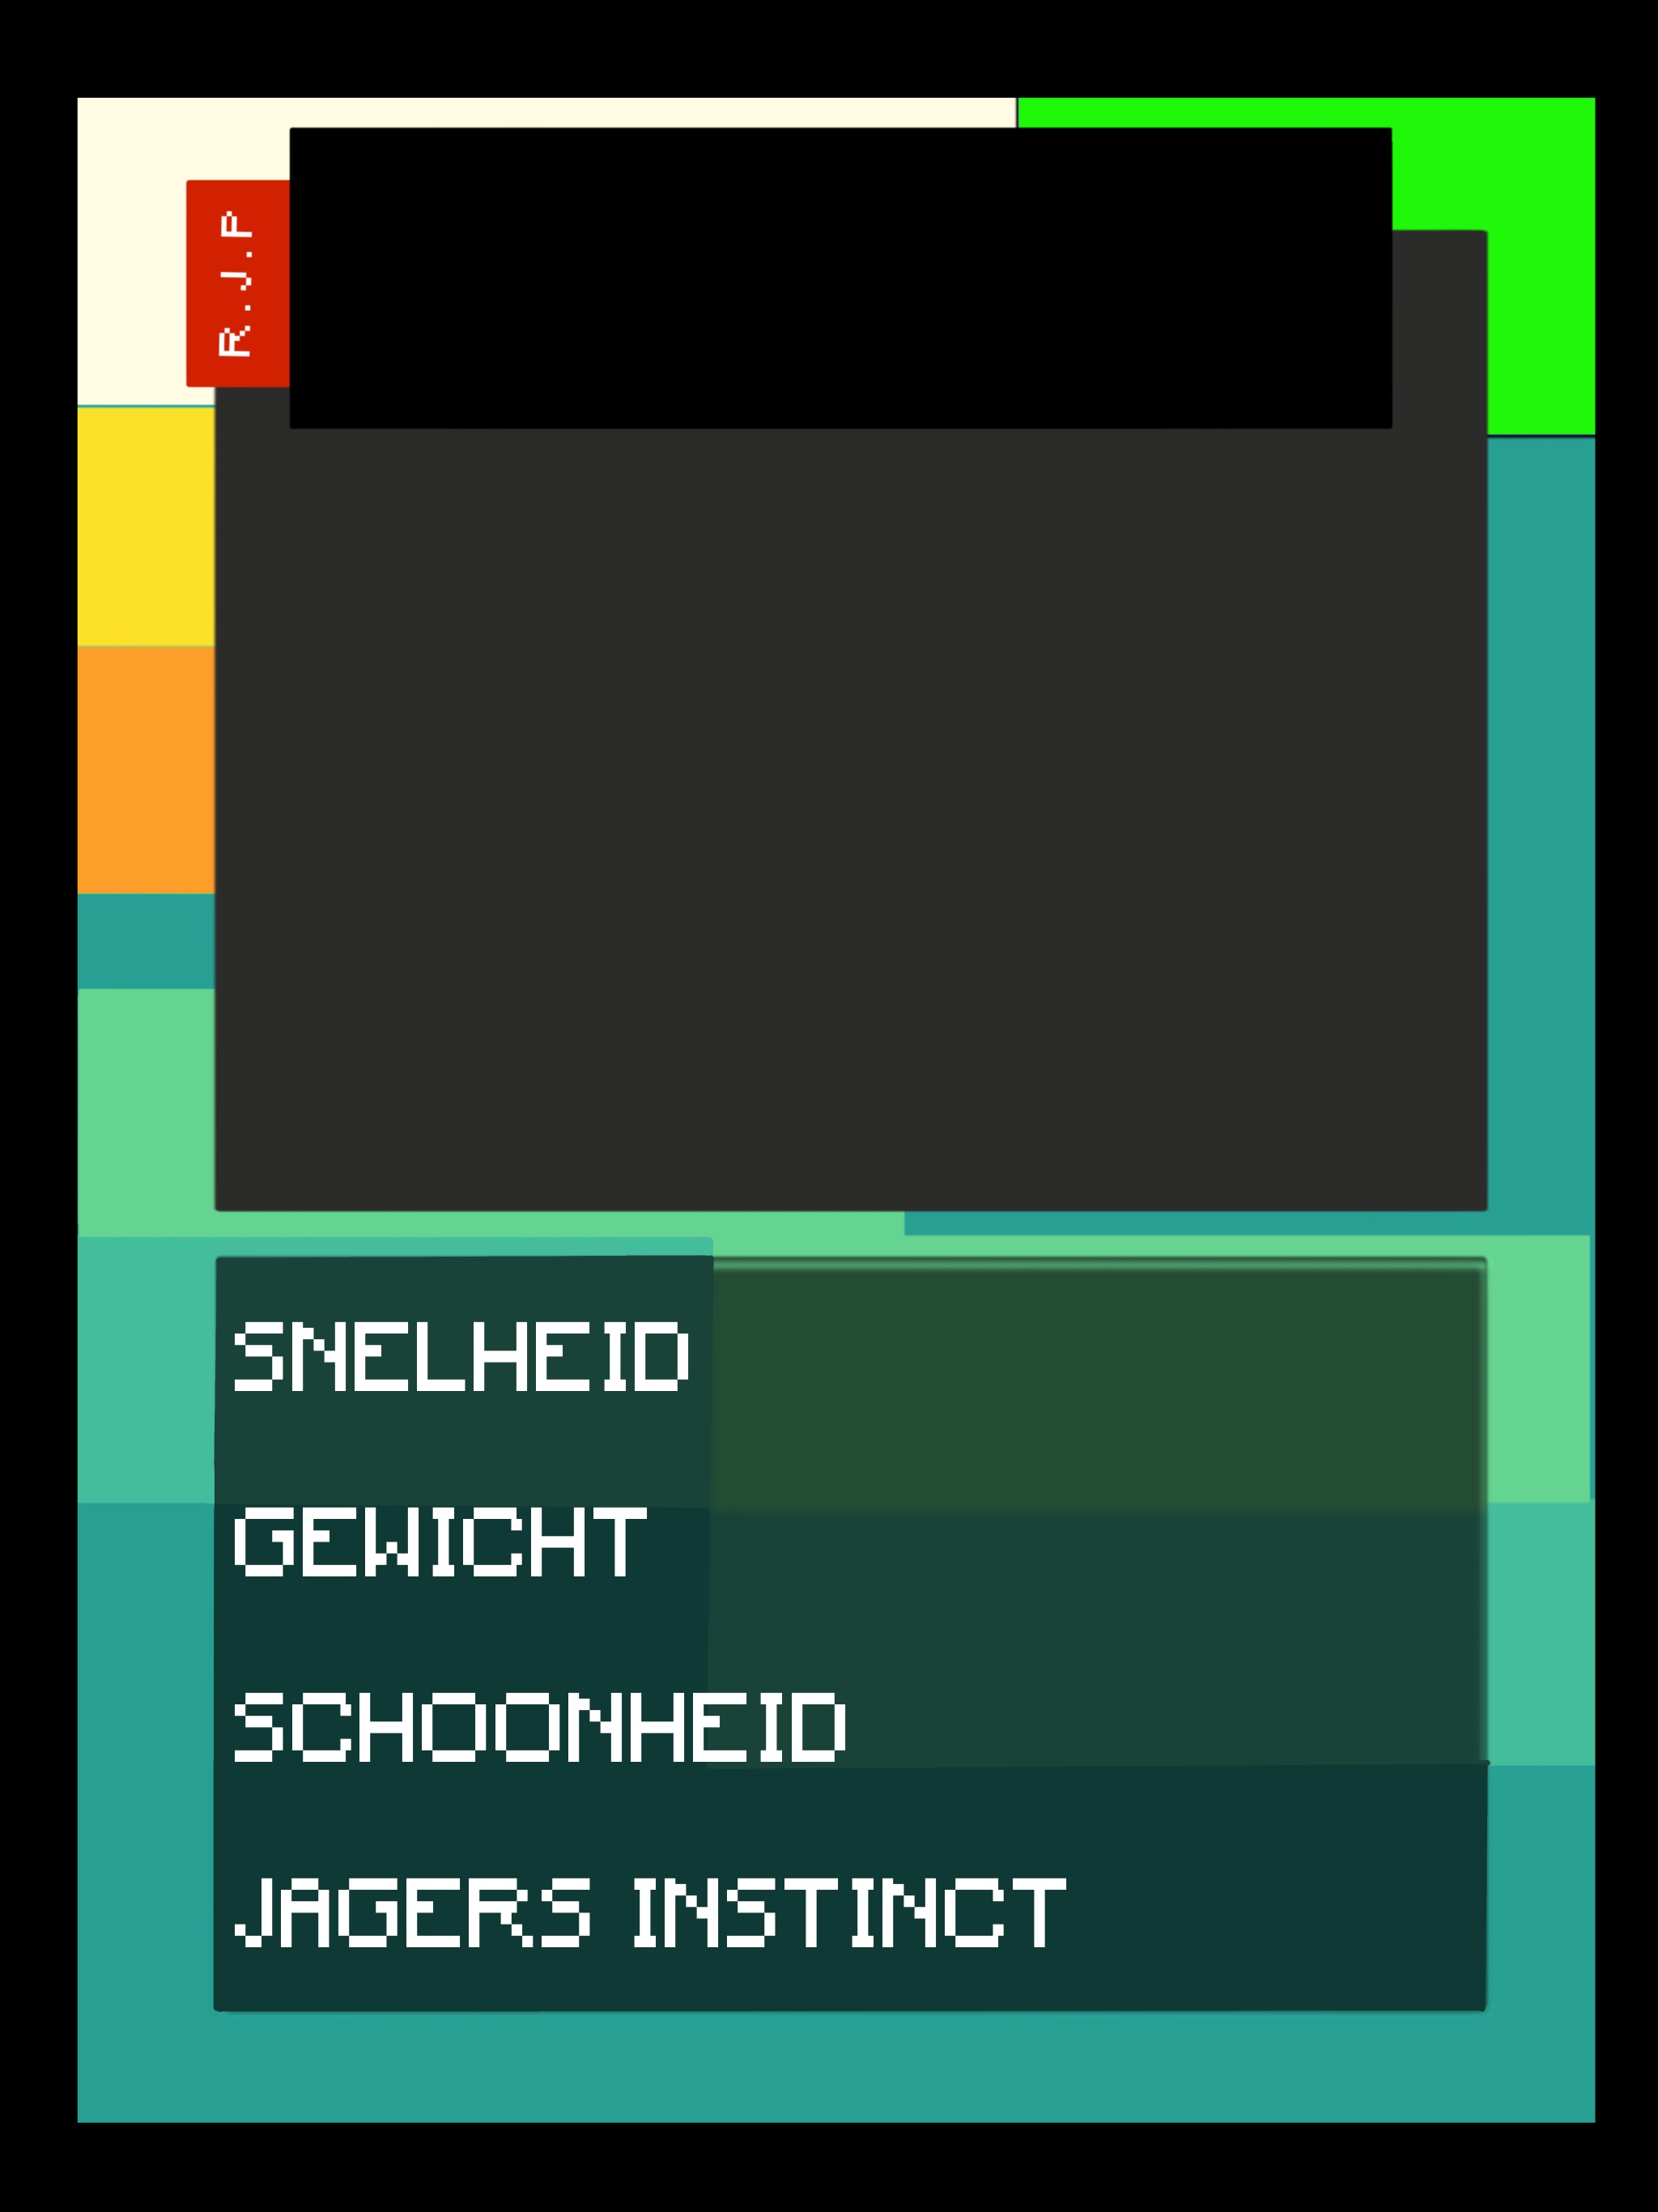 R.J.P
SNELHEID
GEWICHT
SCHOONHEID
JAGERS INSTINCT